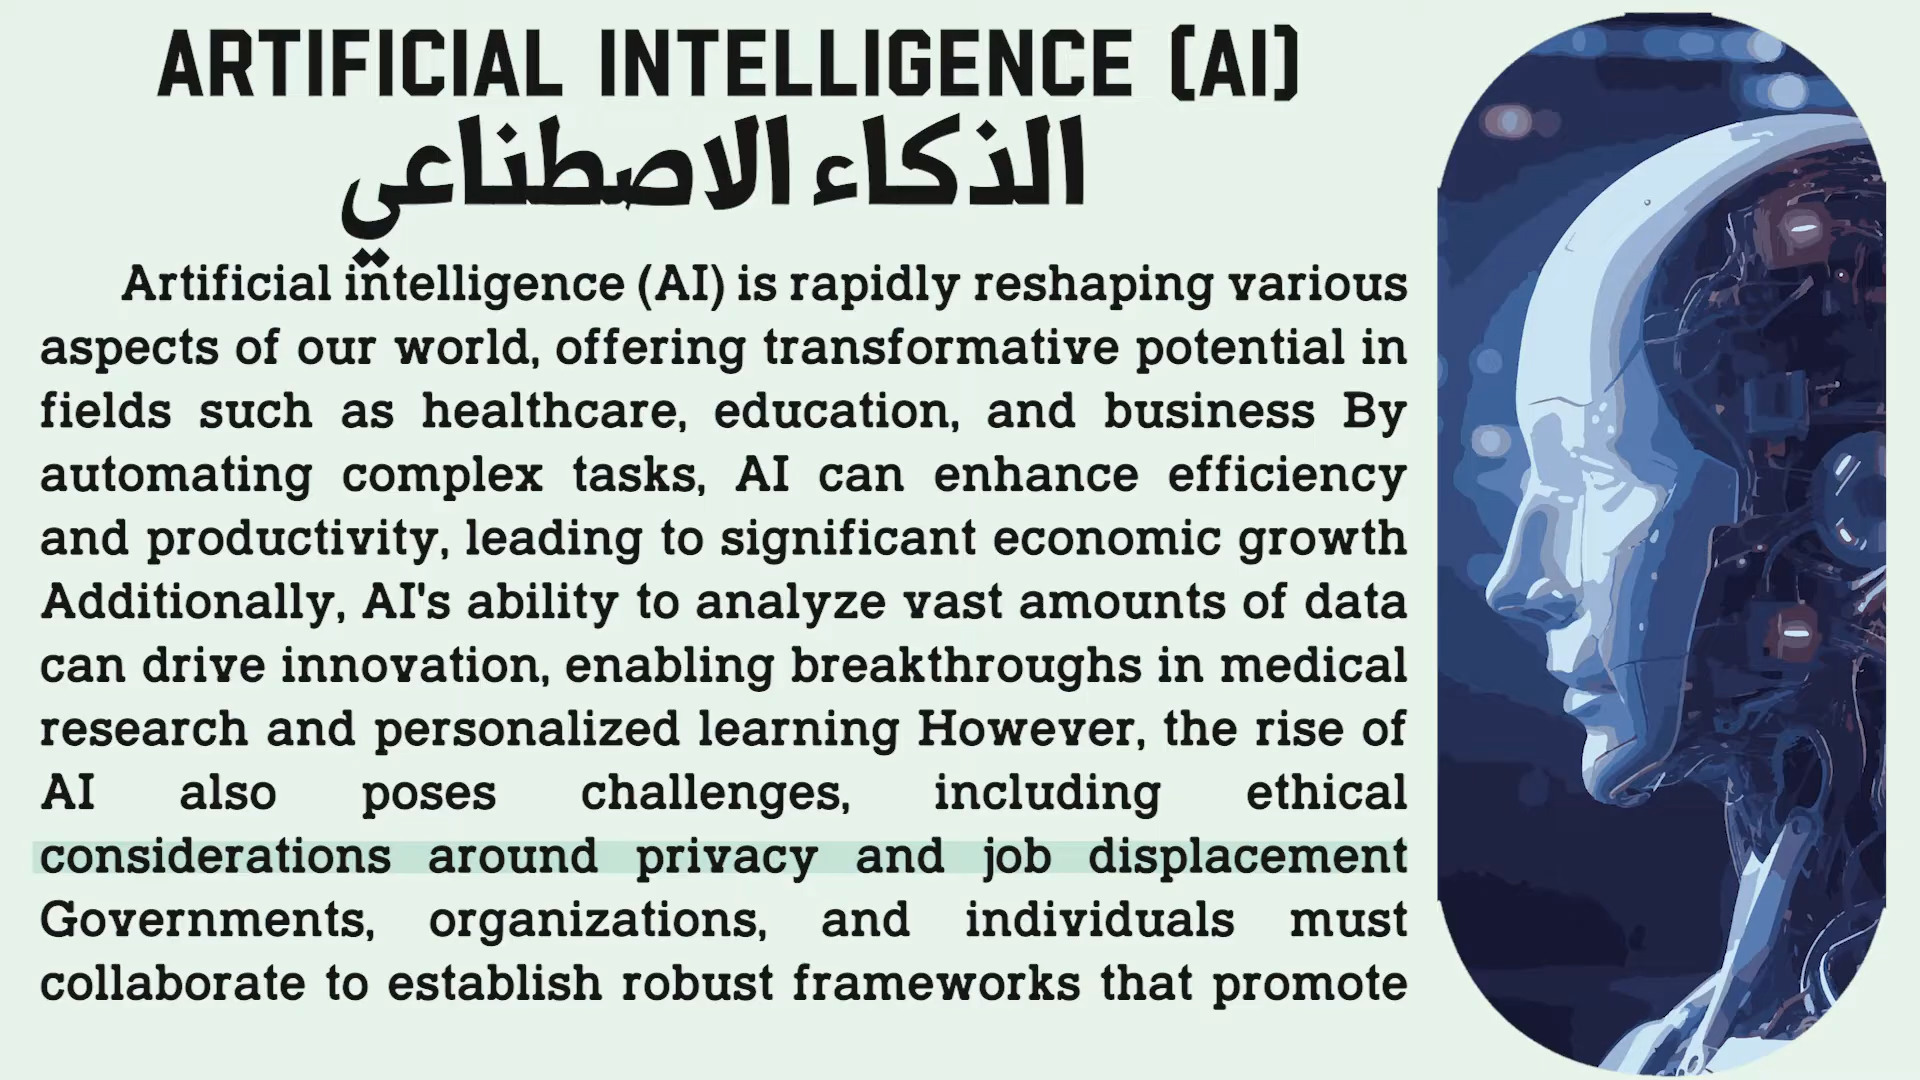 ARTIFICIAL INTELLIGENCE (AI)
الذكاء الاصطناعي
Artificial intelligence (AI) is rapidly reshaping various
aspects of our world, offering transformative potential in
fields such as healthcare, education, and business By
automating complex tasks, AI can enhance efficiency
and productivity, leading to significant economic growth
Additionally, AI's ability to analyze vast amounts of data
can drive innovation, enabling breakthroughs in medical
research and personalized learning However, the rise of
AI also poses challenges, including ethical
considerations around privacy and job displacement
Governments, organizations, and individuals must
collaborate to establish robust frameworks that promote